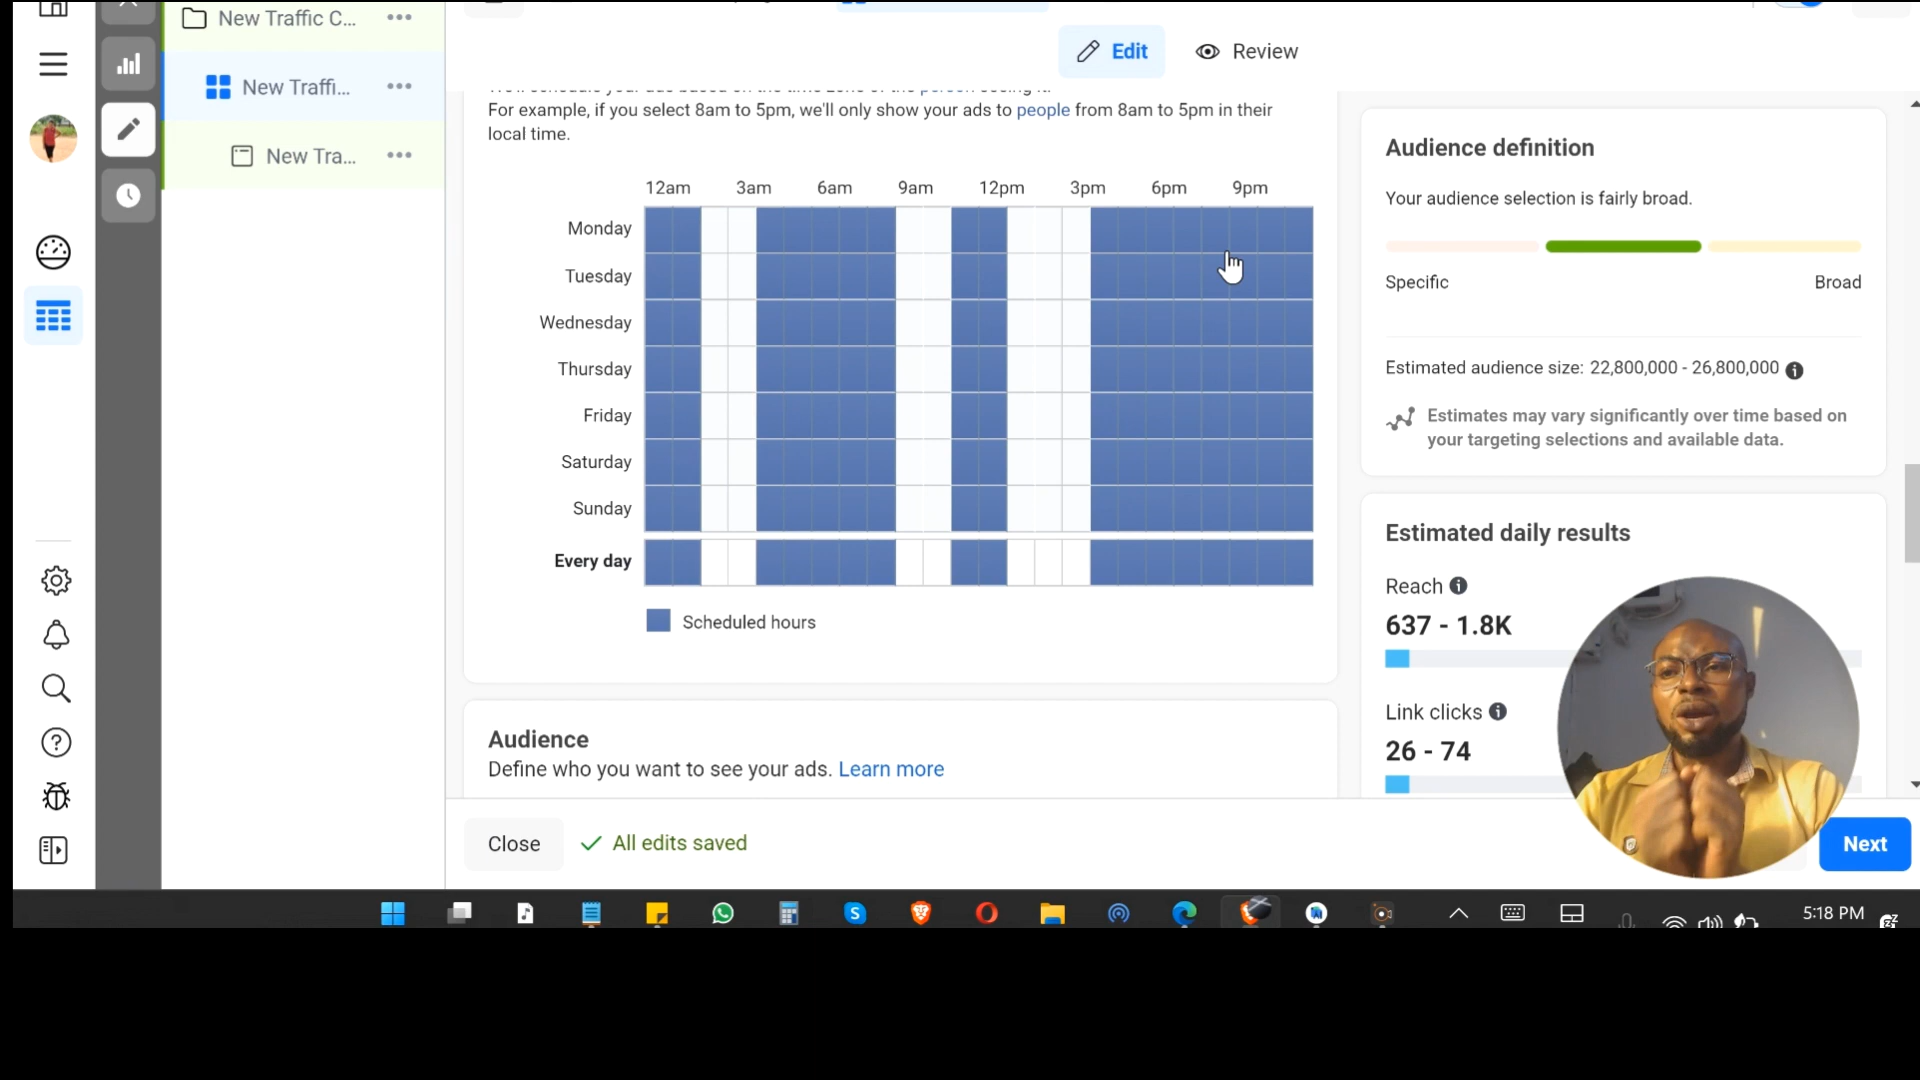 New Traffic C...
New Traffi...
New Tra...
Edit
Review
For example, if you select 8am to 5pm, we'll only show your ads to people from 8am to 5pm in their
local time.
12am 3am 6am 9am 12pm 3pm 6pm 9pm
Monday
Tuesday
Wednesday
Thursday
Friday
Saturday
Sunday
Every day
Scheduled hours
Audience
Define who you want to see your ads. Learn more
Close
All edits saved
Audience definition
Your audience selection is fairly broad.
Specific
Broad
Estimated audience size: 22,800,000 - 26,800,000
Estimates may vary significantly over time based on
your targeting selections and available data.
Estimated daily results
Reach
637 - 1.8K
Link clicks
26 - 74
Next
5:18 PM